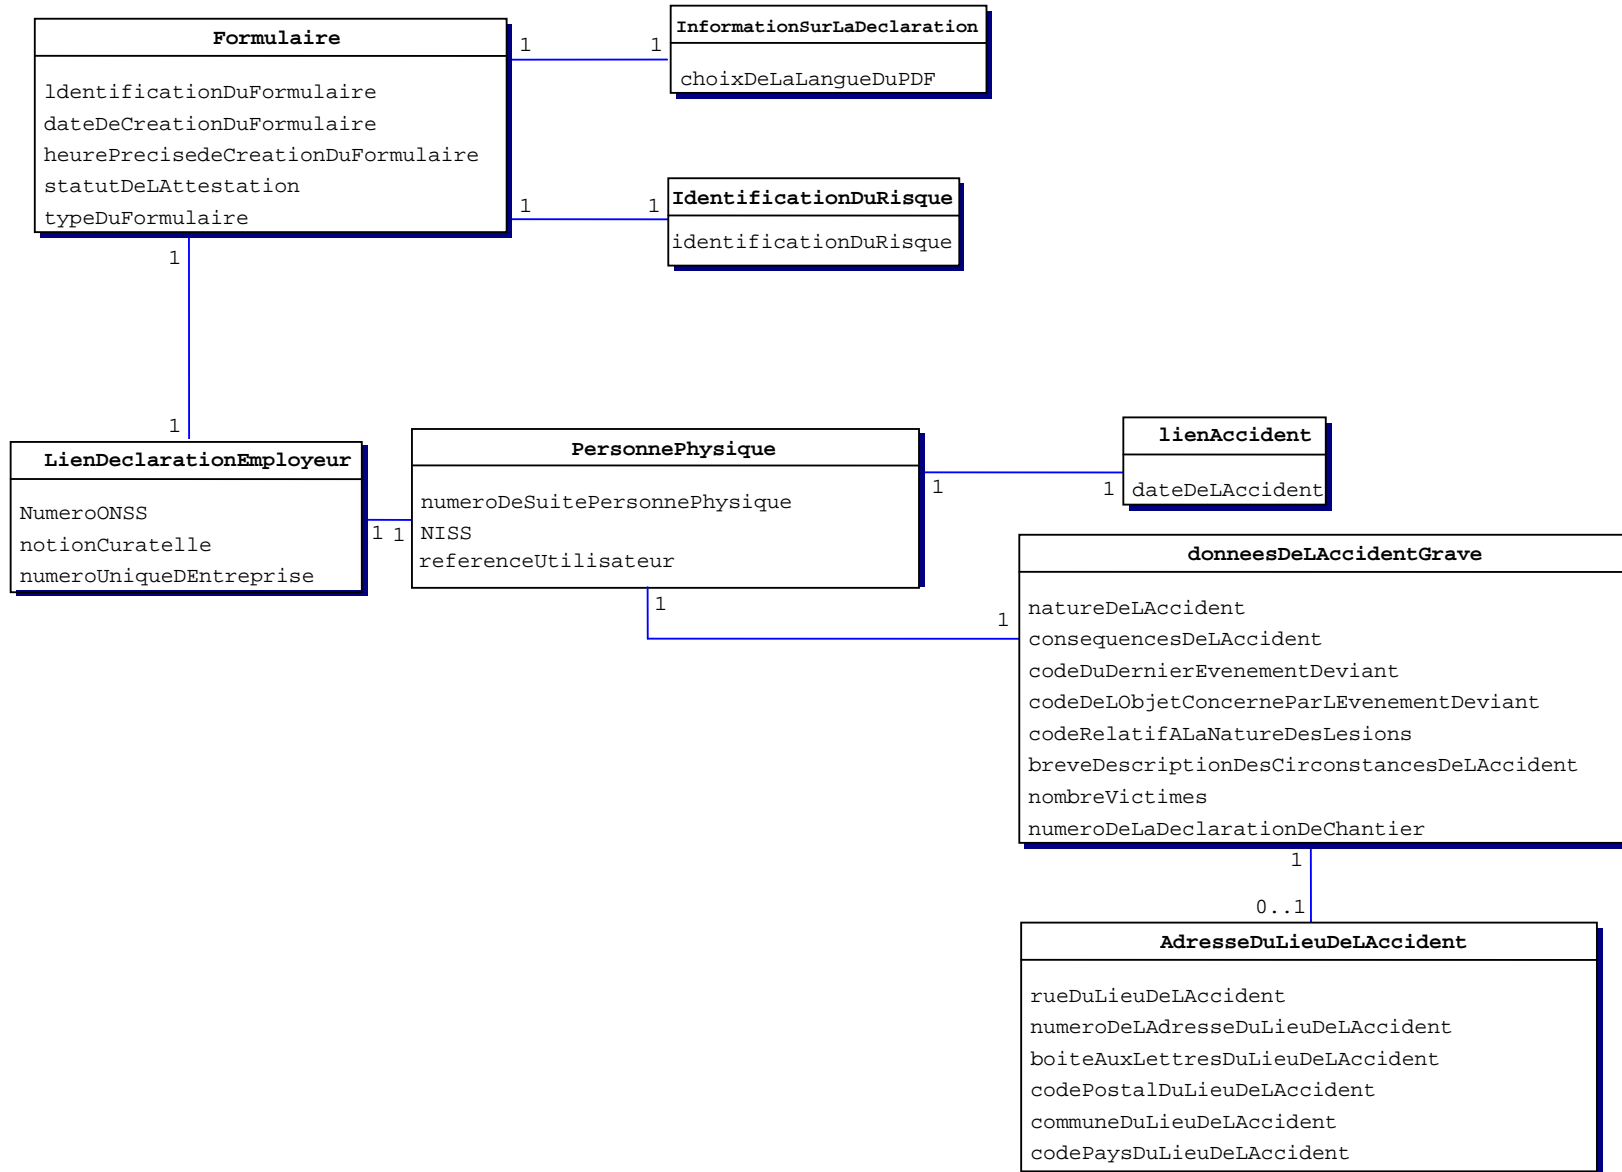 Formulaire
ldentificationDuFormulaire
dateDeCreationDuFormulaire
heurePrecisedeCreationDuFormulaire
statutDeLAttestation
typeDuFormulaire
1
1
InformationSurLaDeclaration
choixDeLaLangueDuPDF
1
1
IdentificationDuRisque
identificationDuRisque
1
1
LienDeclarationEmployeur
NumeroONSS
notionCuratelle
numeroUniqueDEntreprise
1 1
PersonnePhysique
numeroDeSuitePersonnePhysique
NISS
referenceUtilisateur
1
1
lienAccident
dateDeLAccident
1
1
donneesDeLAccidentGrave
natureDeLAccident
consequencesDeLAccident
codeDuDernierEvenementDeviant
codeDeLObjetConcerneParLEvenementDeviant
codeRelatifALaNatureDesLesions
breveDescriptionDesCirconstancesDeLAccident
nombreVictimes
numeroDeLaDeclarationDeChantier
1
0..1
AdresseDuLieuDeLAccident
rueDuLieuDeLAccident
numeroDeLAdresseDuLieuDeLAccident
boiteAuxLettresDuLieuDeLAccident
codePostalDuLieuDeLAccident
communeDuLieuDeLAccident
codePaysDuLieuDeLAccident